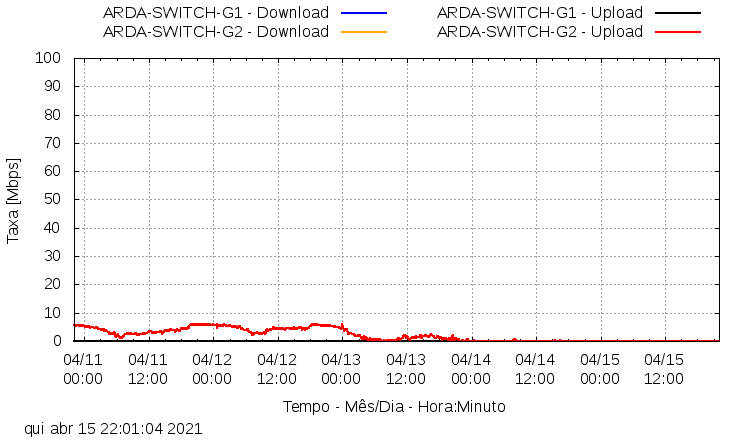 ARDA-SWITCH-G1 - Download
ARDA-SWITCH-G1 - Upload
ARDA-SWITCH-G2 - Download
ARDA-SWITCH-G2 - Upload
Taxa [Mbps]
100
90
80
70
60
50
40
30
20
10
0
04/11 04/11 04/12 04/12 04/13 04/13 04/14 04/14 04/15 04/15
00:00 12:00 00:00 12:00 00:00 12:00 00:00 12:00 00:00 12:00
Tempo - Mês/Dia - Hora:Minuto
qui abr 15 22:01:04 2021